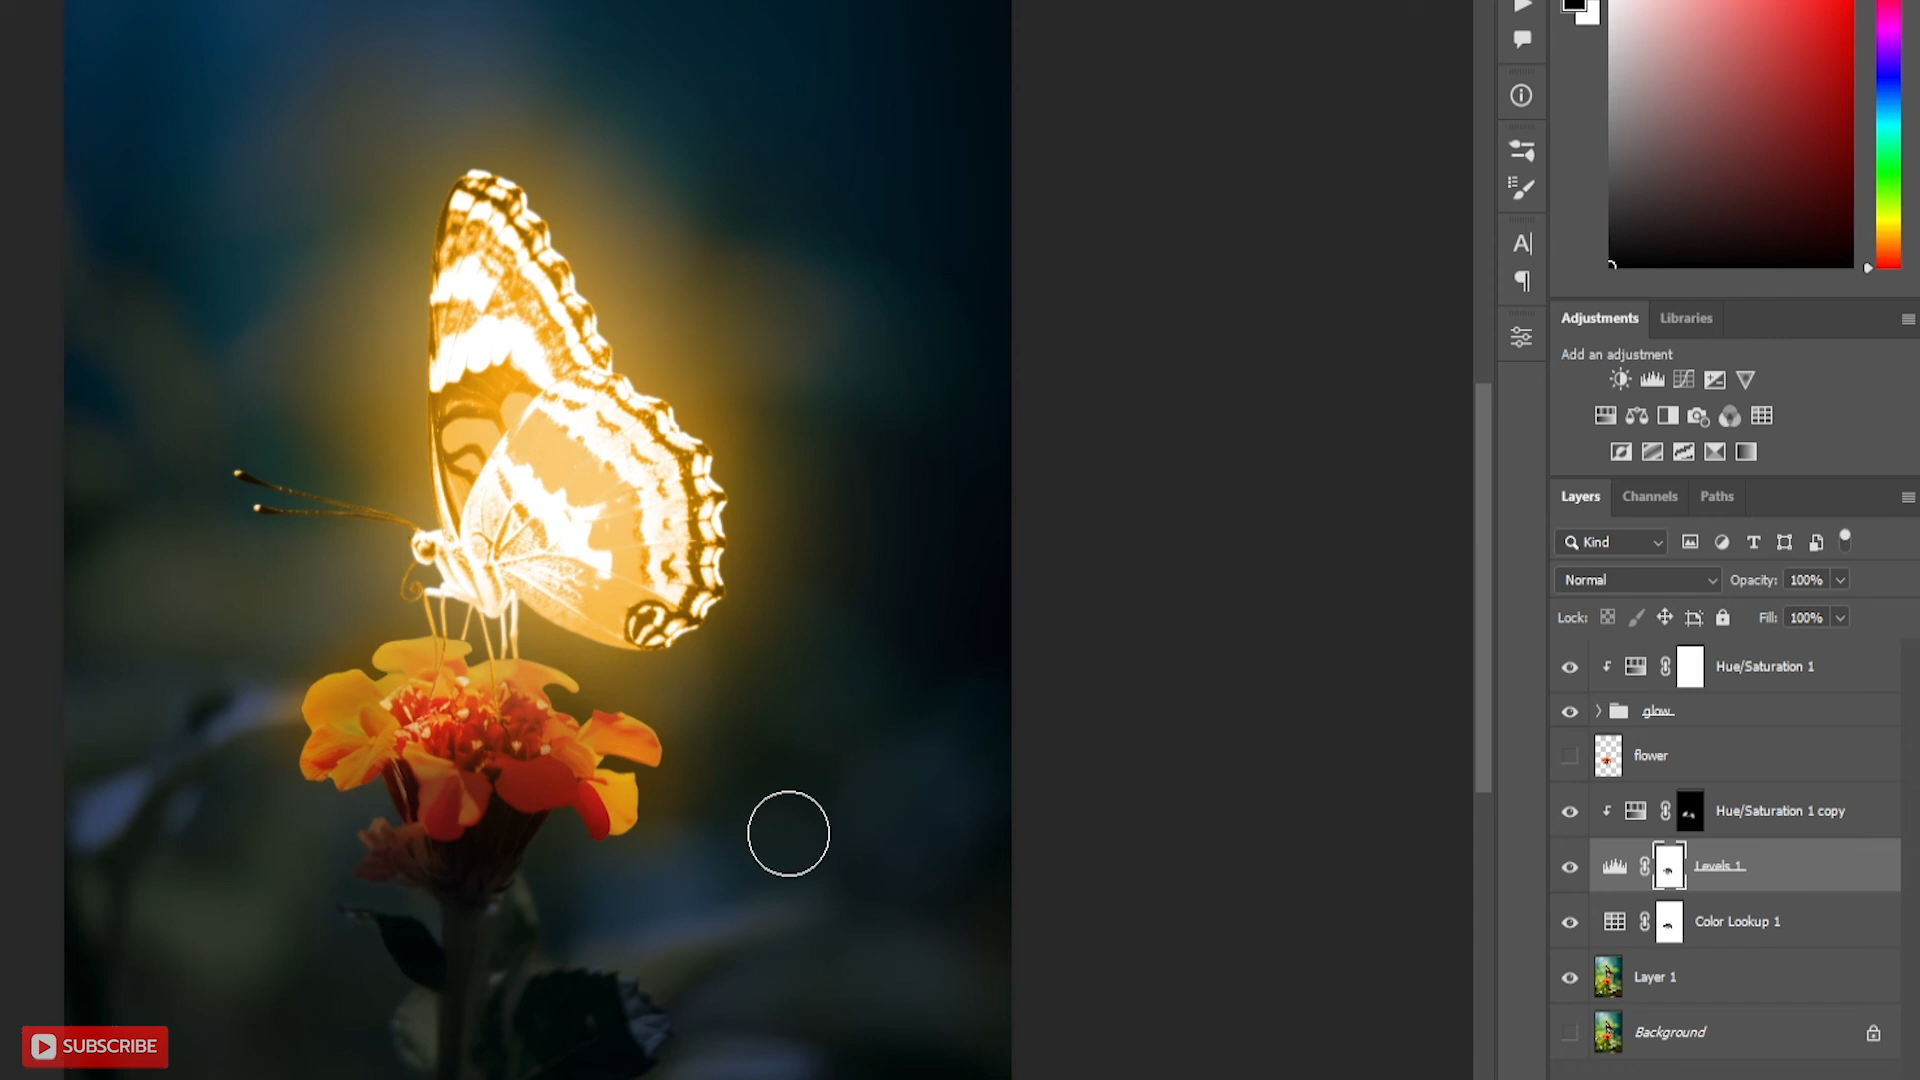 A
Adjustments Libraries
Add an adjustment
Layers Channels Paths
Kind
T
Normal Opacity: 100%
Lock: Fill: 100%
Hue/Saturation 1
glow
flower
Hue/Saturation 1 copy
Levels 1
Color Lookup 1
Layer 1
Background
SUBSCRIBE